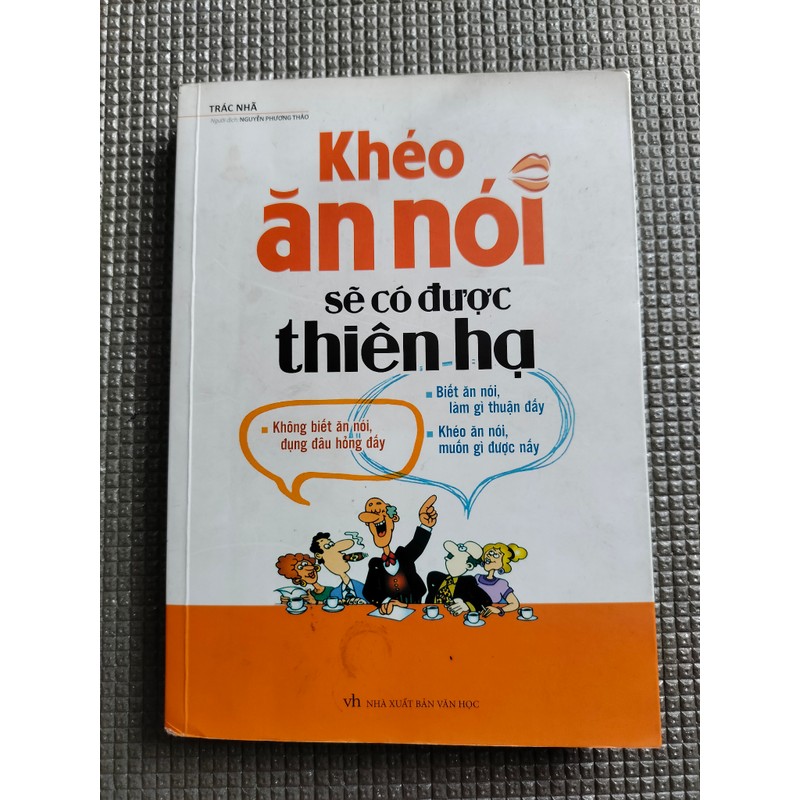 TRÁC NHÃ
Người dịch: NGUYỄN PHƯƠNG THẢO
Khéo
ăn nói
sẽ có được
thiên hạ
Không biết ăn nói,
đụng đâu hỏng đấy
Biết ăn nói,
làm gì thuận đấy
Khéo ăn nói,
muốn gì được nấy
vh NHÀ XUẤT BẢN VĂN HỌC